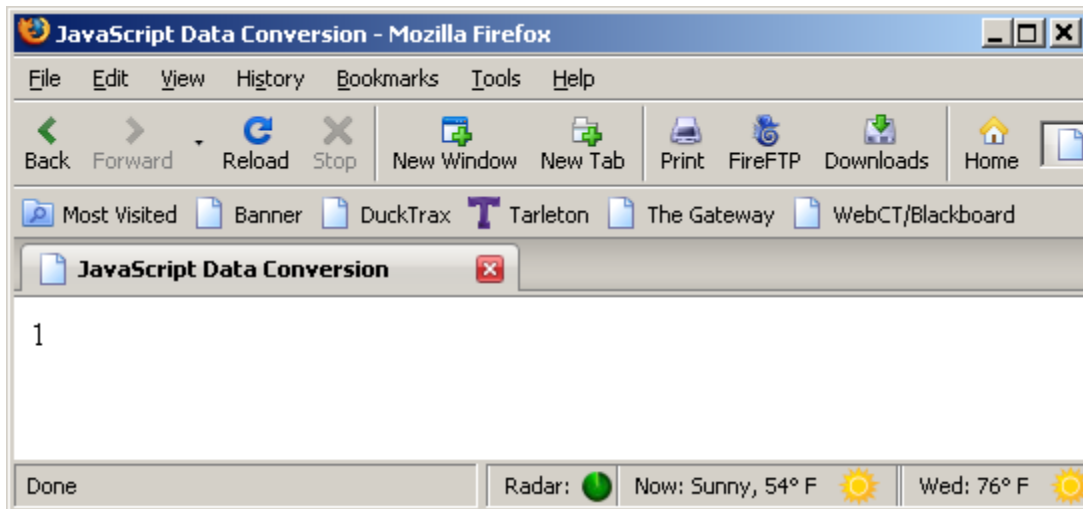 JavaScript Data Conversion - Mozilla Firefox
File Edit View History Bookmarks Tools Help
Back Forward Reload Stop New Window New Tab Print FireFTP Downloads Home
Most Visited Banner DuckTrax Tarleton The Gateway WebCT/Blackboard
JavaScript Data Conversion
1
Done Radar: Now: Sunny, 54° F Wed: 76° F